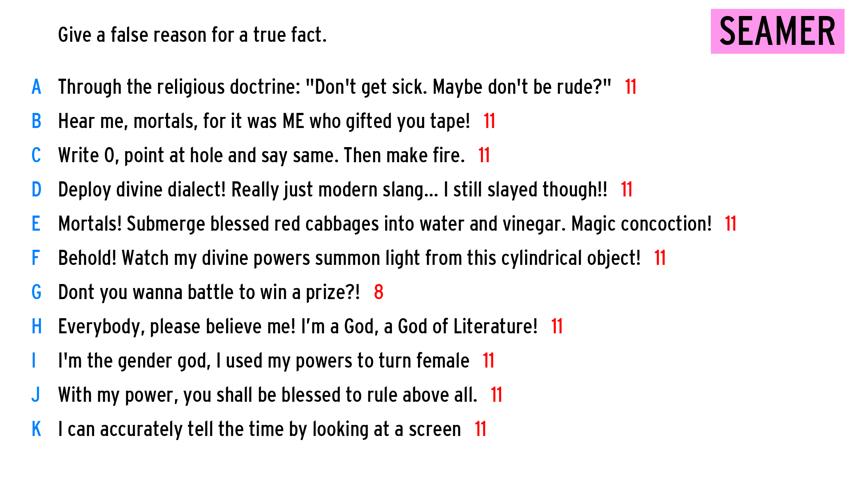 Give a false reason for a true fact.
SEAMER
A Through the religious doctrine: "Don't get sick. Maybe don't be rude?" 11
B Hear me, mortals, for it was ME who gifted you tape! 11
C Write O, point at hole and say same. Then make fire. 11
D Deploy divine dialect! Really just modern slang... I still slayed though!! 11
E Mortals! Submerge blessed red cabbages into water and vinegar. Magic concoction! 11
F Behold! Watch my divine powers summon light from this cylindrical object! 11
G Dont you wanna battle to win a prize?! 8
H Everybody, please believe me! I’m a God, a God of Literature! 11
I I'm the gender god, I used my powers to turn female 11
J With my power, you shall be blessed to rule above all. 11
K I can accurately tell the time by looking at a screen 11